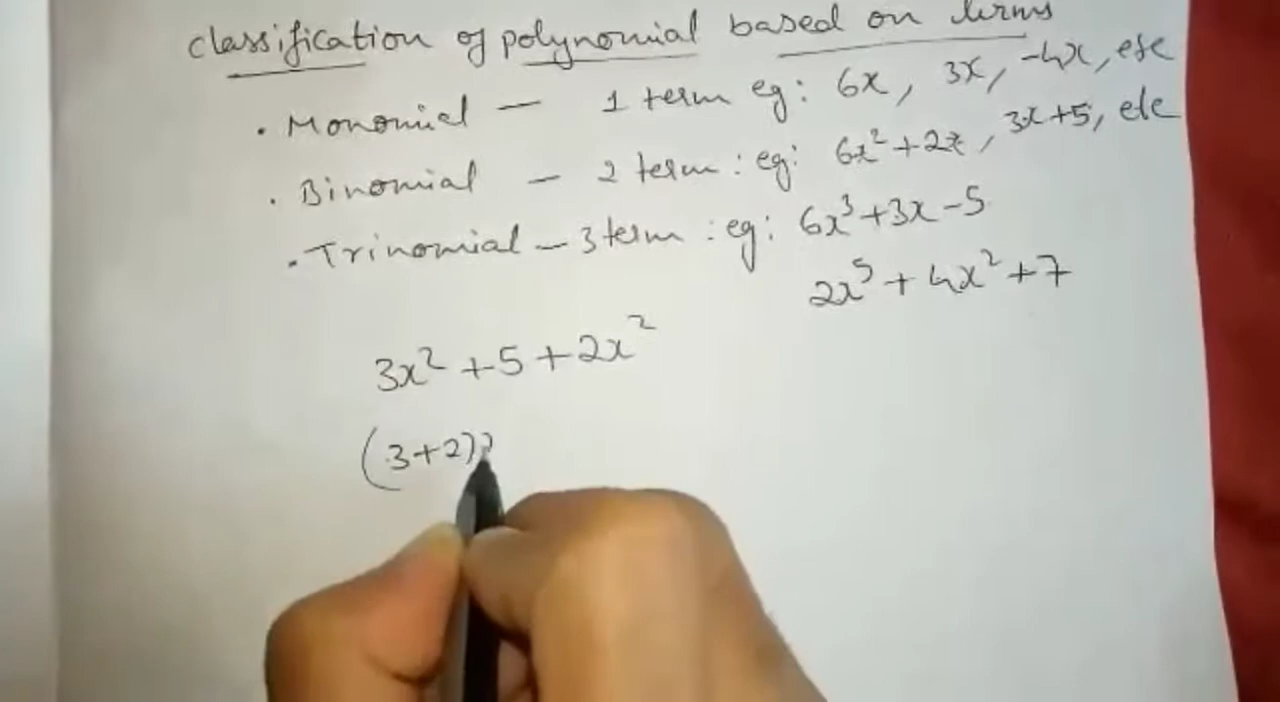 classification of polynomial based on terms
. Monomial — 1 term eg: 6x, 3x, -4x, etc
. Binomial — 2 term : eg: 6x²+2x, 3x+5, etc
. Trinomial — 3 term : eg: 6x³+3x-5
2x⁵+4x²+7
3x²+5+2x²
(3+2)